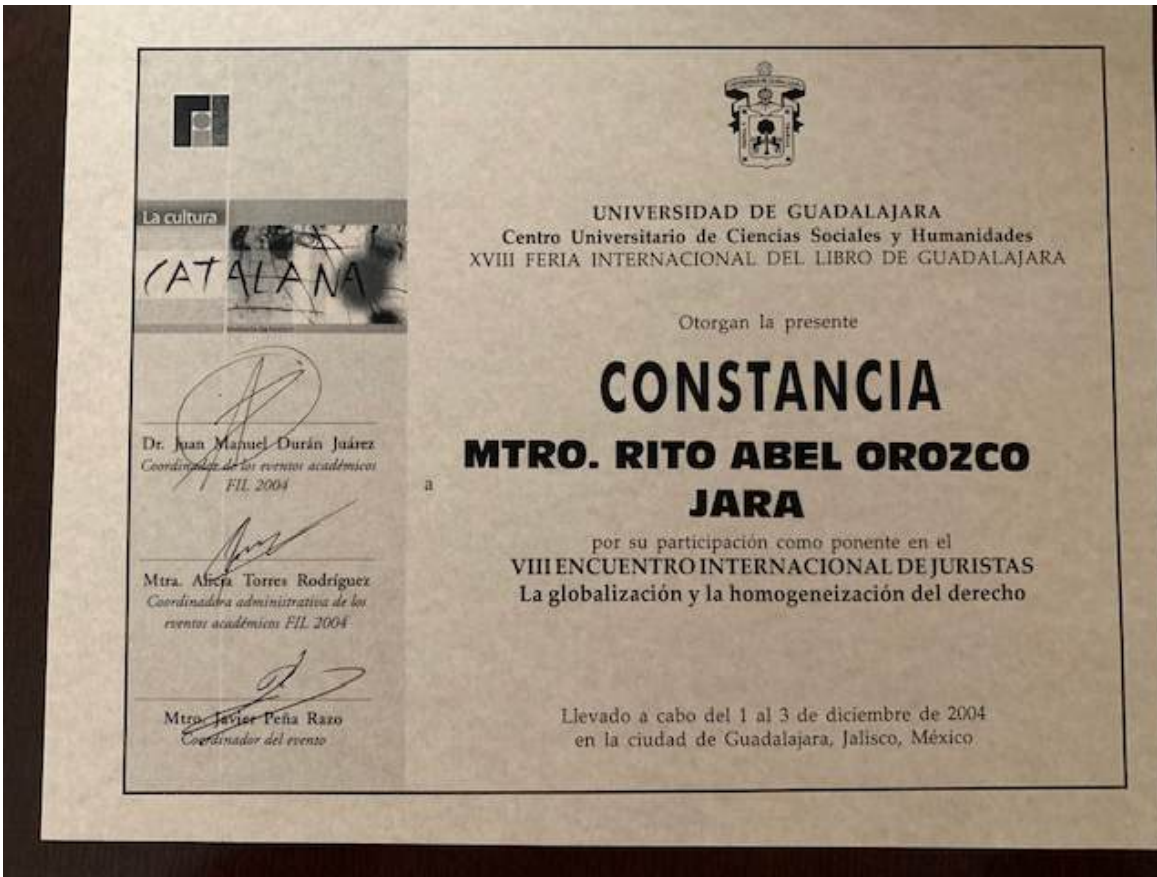 La cultura
CATALANA
Dr. Juan Manuel Durán Juárez
Coordinador de los eventos académicos
FIL 2004
Mtra. Alicia Torres Rodríguez
Coordinadora administrativa de los
eventos académicos FIL 2004
Mtro. Javier Peña Razo
Coordinador del evento
UNIVERSIDAD DE GUADALAJARA
Centro Universitario de Ciencias Sociales y Humanidades
XVIII FERIA INTERNACIONAL DEL LIBRO DE GUADALAJARA
Otorgan la presente
CONSTANCIA
a
MTRO. RITO ABEL OROZCO
JARA
por su participación como ponente en el
VIII ENCUENTRO INTERNACIONAL DE JURISTAS
La globalización y la homogeneización del derecho
Llevado a cabo del 1 al 3 de diciembre de 2004
en la ciudad de Guadalajara, Jalisco, México